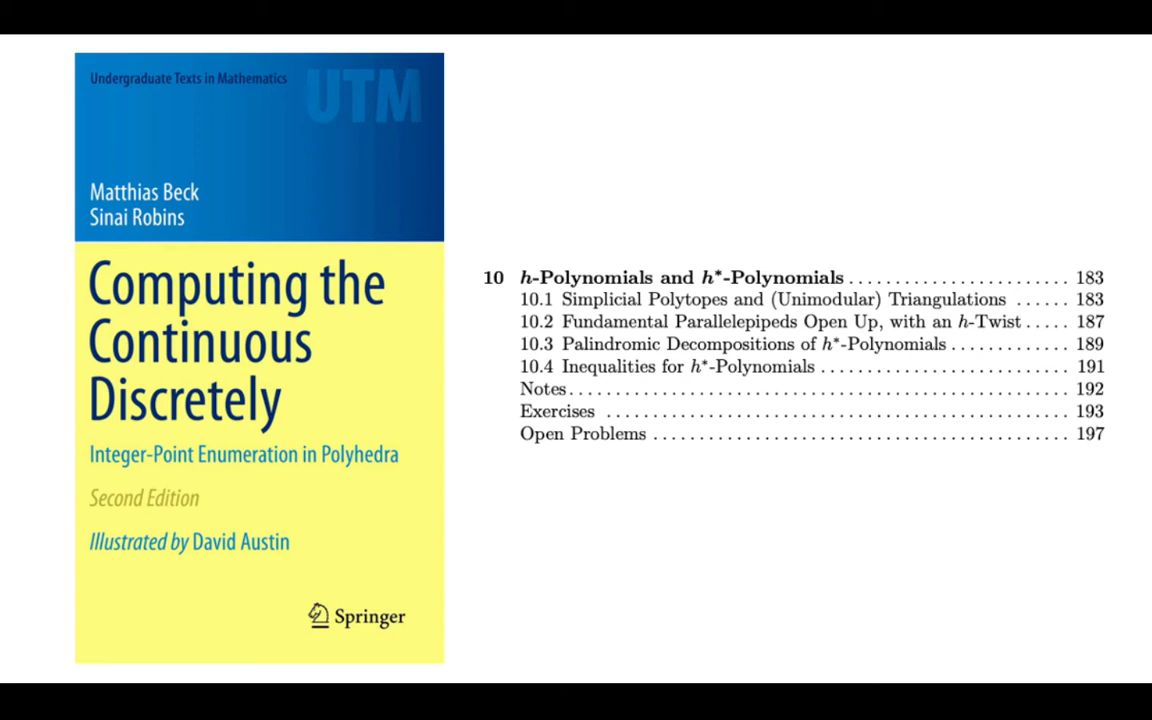 Undergraduate Texts in Mathematics
UTM
Matthias Beck
Sinai Robins
Computing the
Continuous
Discretely
Integer-Point Enumeration in Polyhedra
Second Edition
Illustrated by David Austin
Springer
10 h-Polynomials and h*-Polynomials ........................ 183
10.1 Simplicial Polytopes and (Unimodular) Triangulations ...... 183
10.2 Fundamental Parallelepipeds Open Up, with an h-Twist ..... 187
10.3 Palindromic Decompositions of h*-Polynomials ............. 189
10.4 Inequalities for h*-Polynomials ........................... 191
Notes ...................................................... 192
Exercises .................................................. 193
Open Problems ............................................. 197